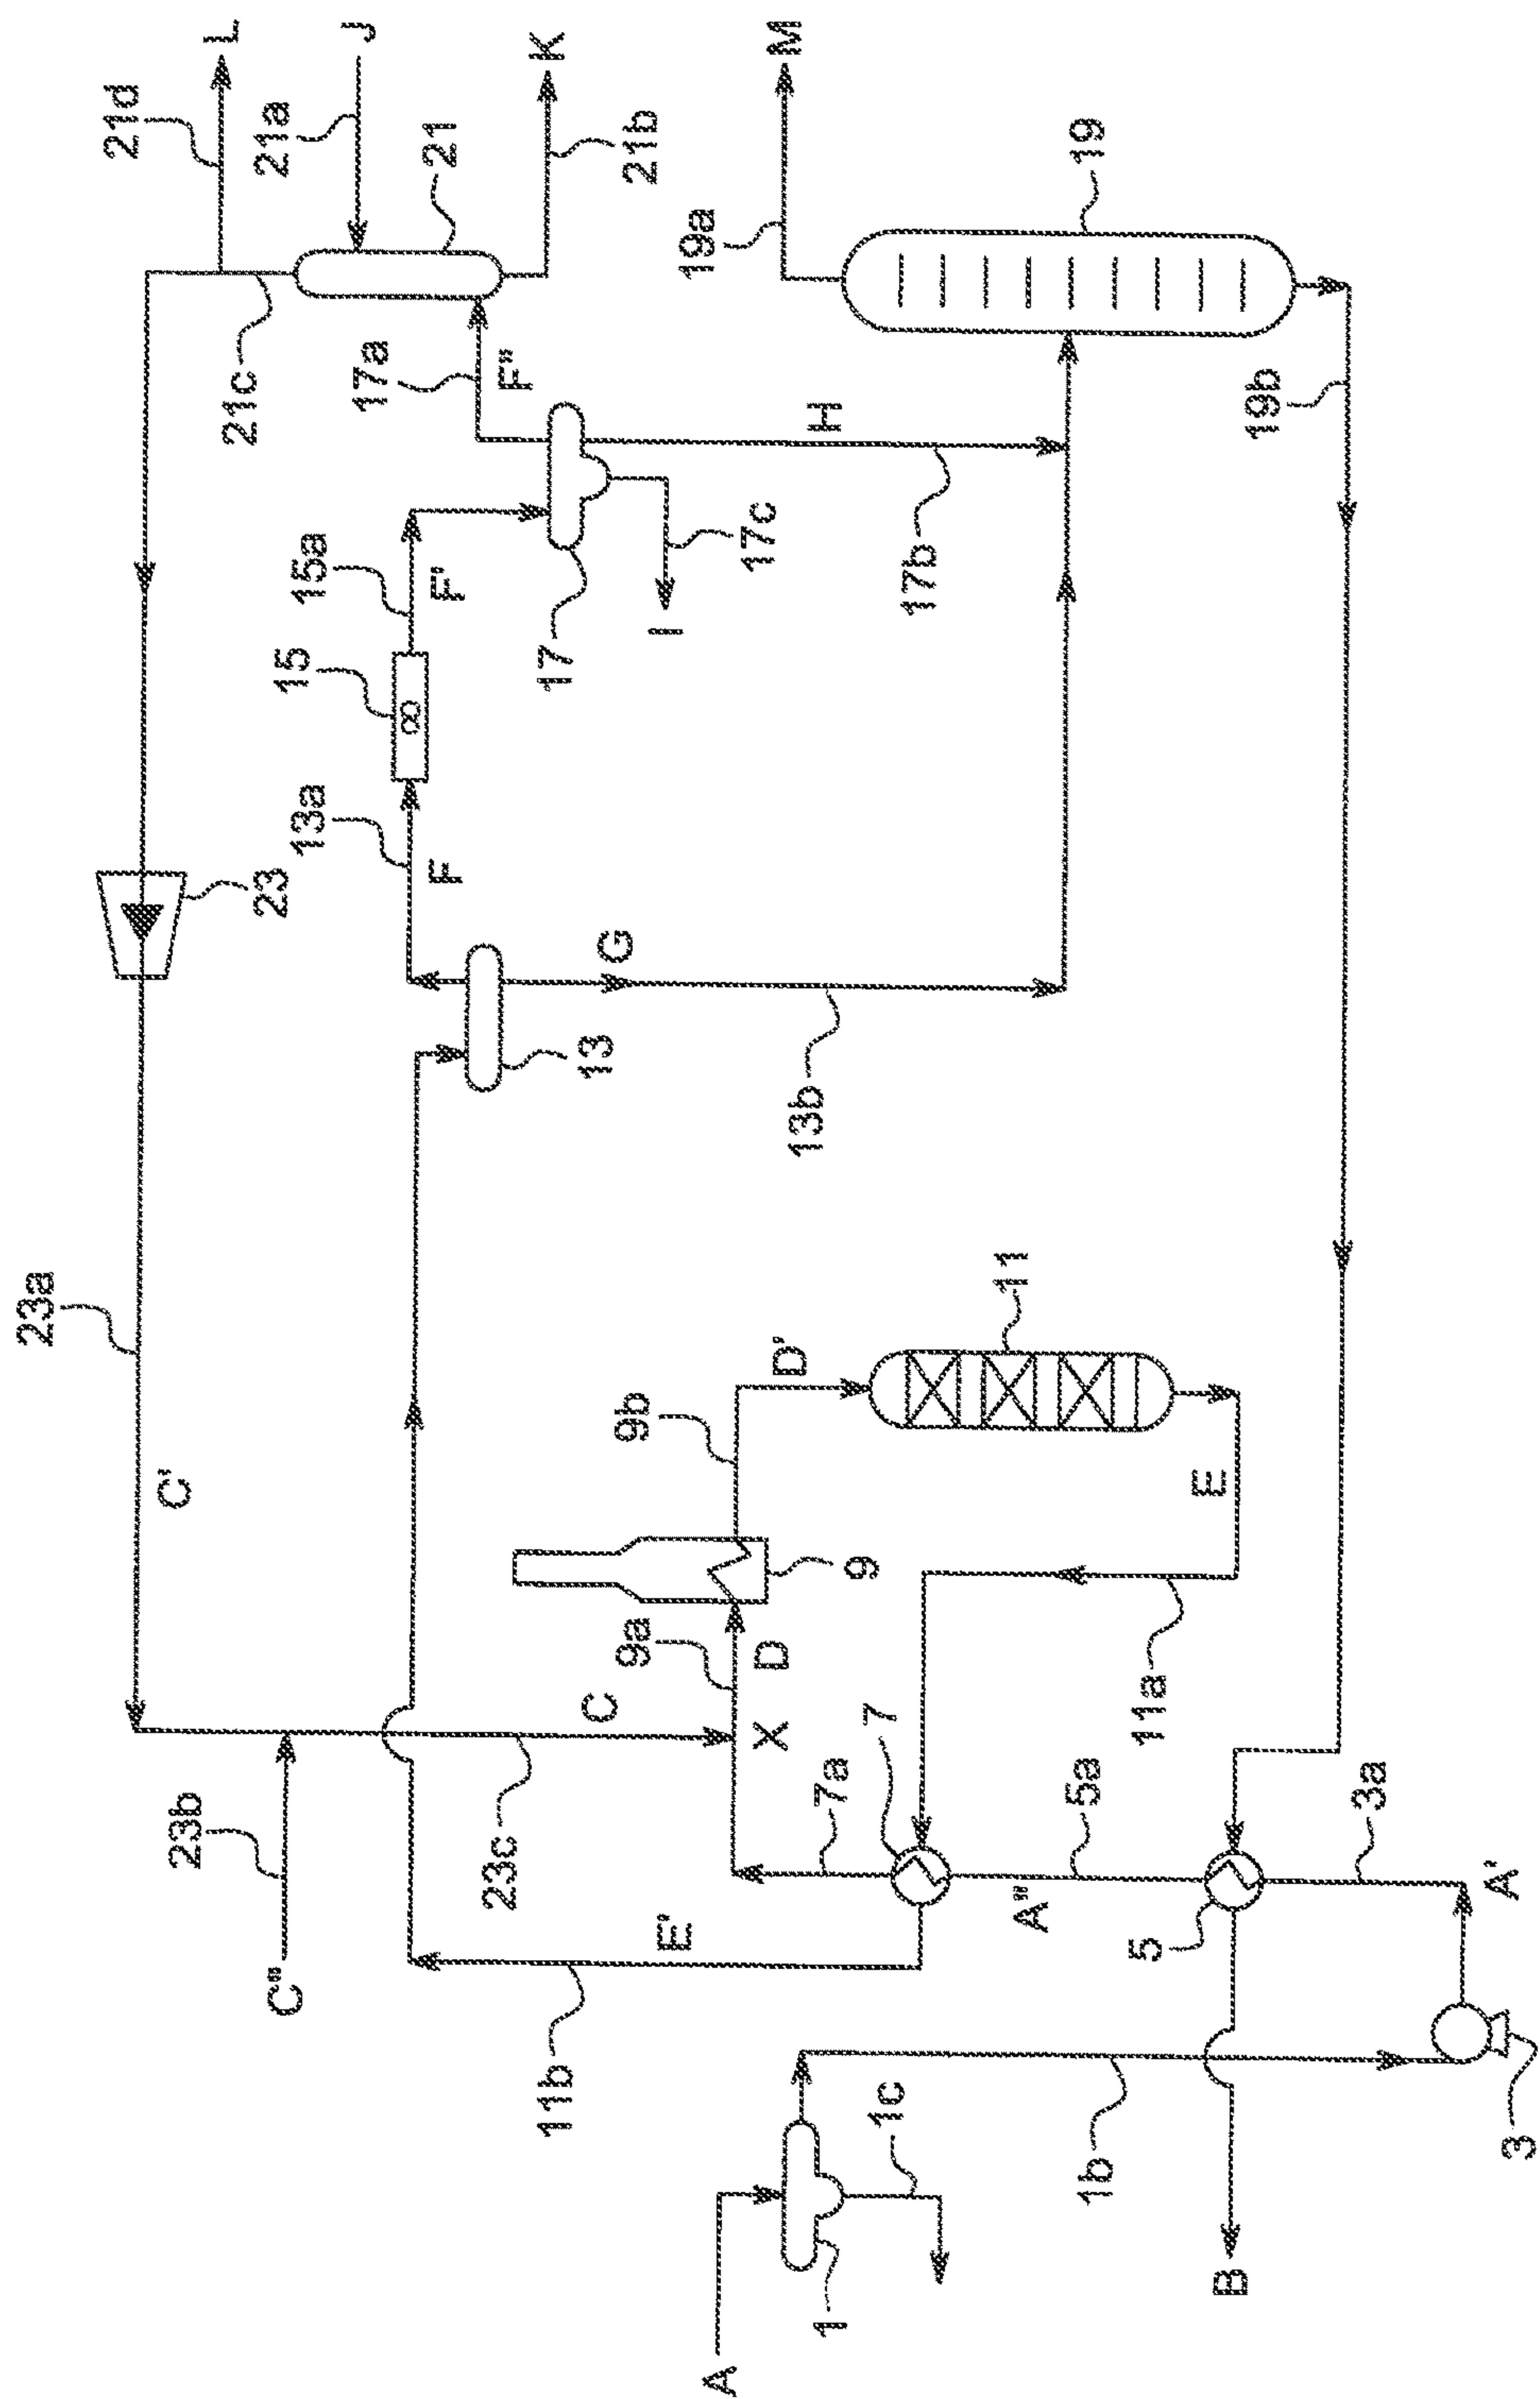 A
1
1c
1b
3
A'
3a
5
B
A"
5a
7
7a
X
D
9a
9
9b
D'
11
E
11a
E'
11b
C"
23b
23c
C
C'
23a
23
13
13a
F
G
13b
15
15a
F'
17
17a
F"
17b
H
17c
I
19
19a
M
19b
21
21a
J
21b
K
21c
21d
L
8